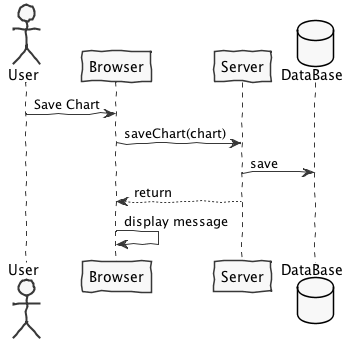 User
Browser
Server
DataBase
Save Chart
saveChart(chart)
save
return
display message
User
Browser
Server
DataBase